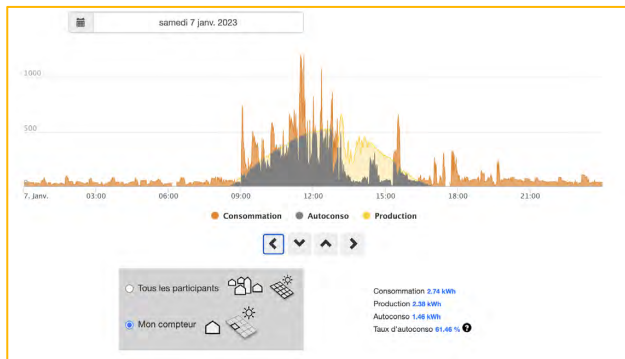 samedi 7 janv. 2023
1000
500
7. janv.
03:00
06:00
09:00
12:00
15:00
18:00
21:00
Consommation
Autoconso
Production
Tous les participants
Mon compteur
Consommation 2.74 kWh
Production 2.38 kWh
Autoconso 1.46 kWh
Taux d'autoconso 61.46 % ?